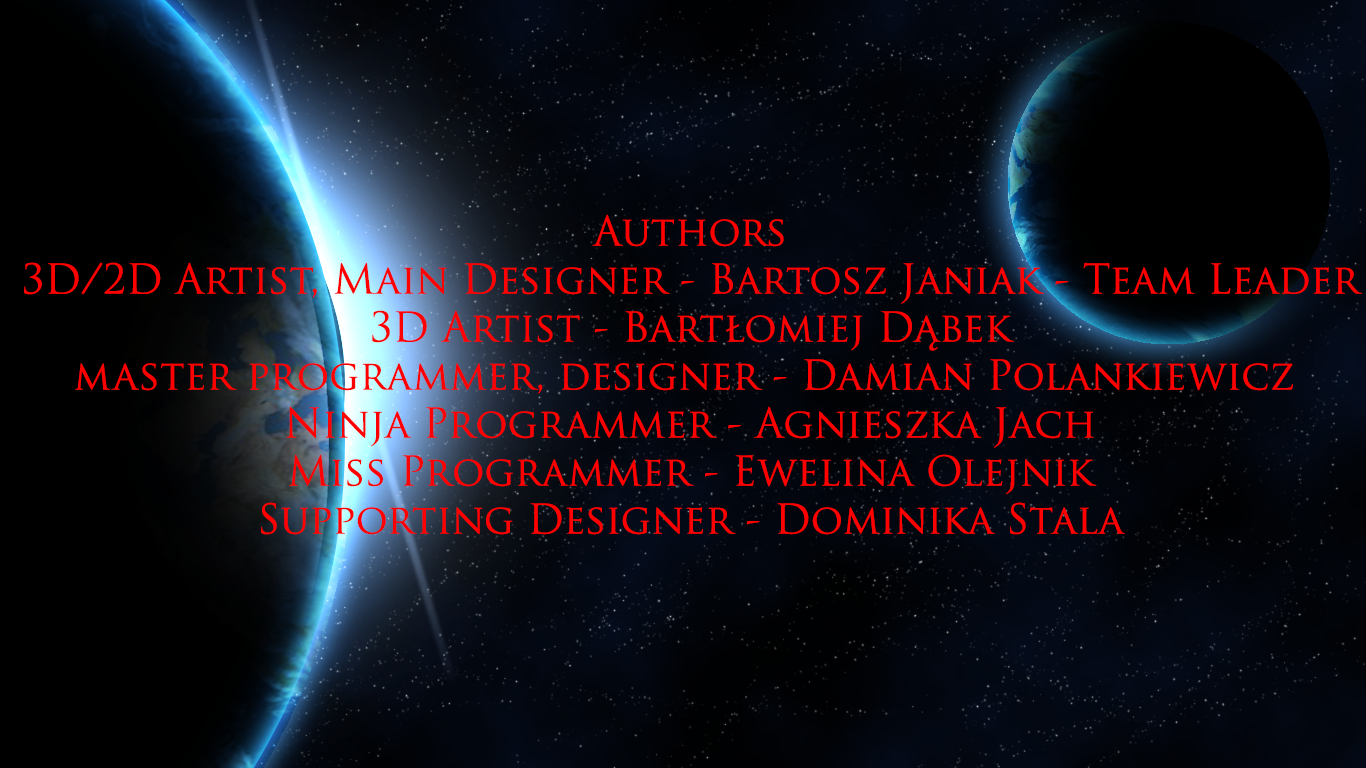 Authors
3D/2D Artist, Main Designer - Bartosz Janiak - Team Leader
3D Artist - Bartłomiej Dąbek
master programmer, designer - Damian Polankiewicz
Ninja Programmer - Agnieszka Jach
Miss Programmer - Ewelina Olejnik
Supporting Designer - Dominika Stala